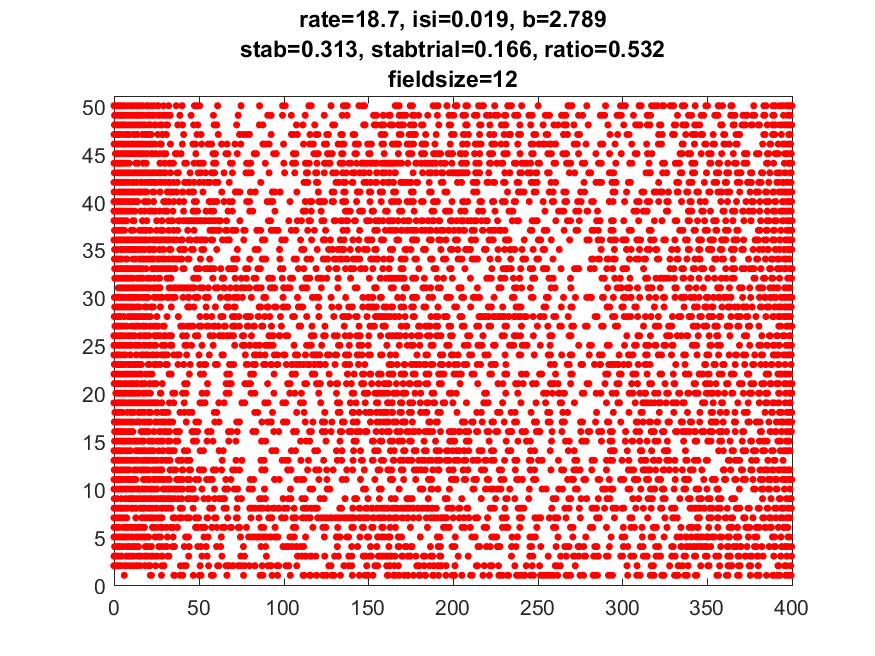 rate=18.7, isi=0.019, b=2.789
stab=0.313, stabtrial=0.166, ratio=0.532
fieldsize=12
50
45
40
35
30
25
20
15
10
5
0
0 50 100 150 200 250 300 350 400